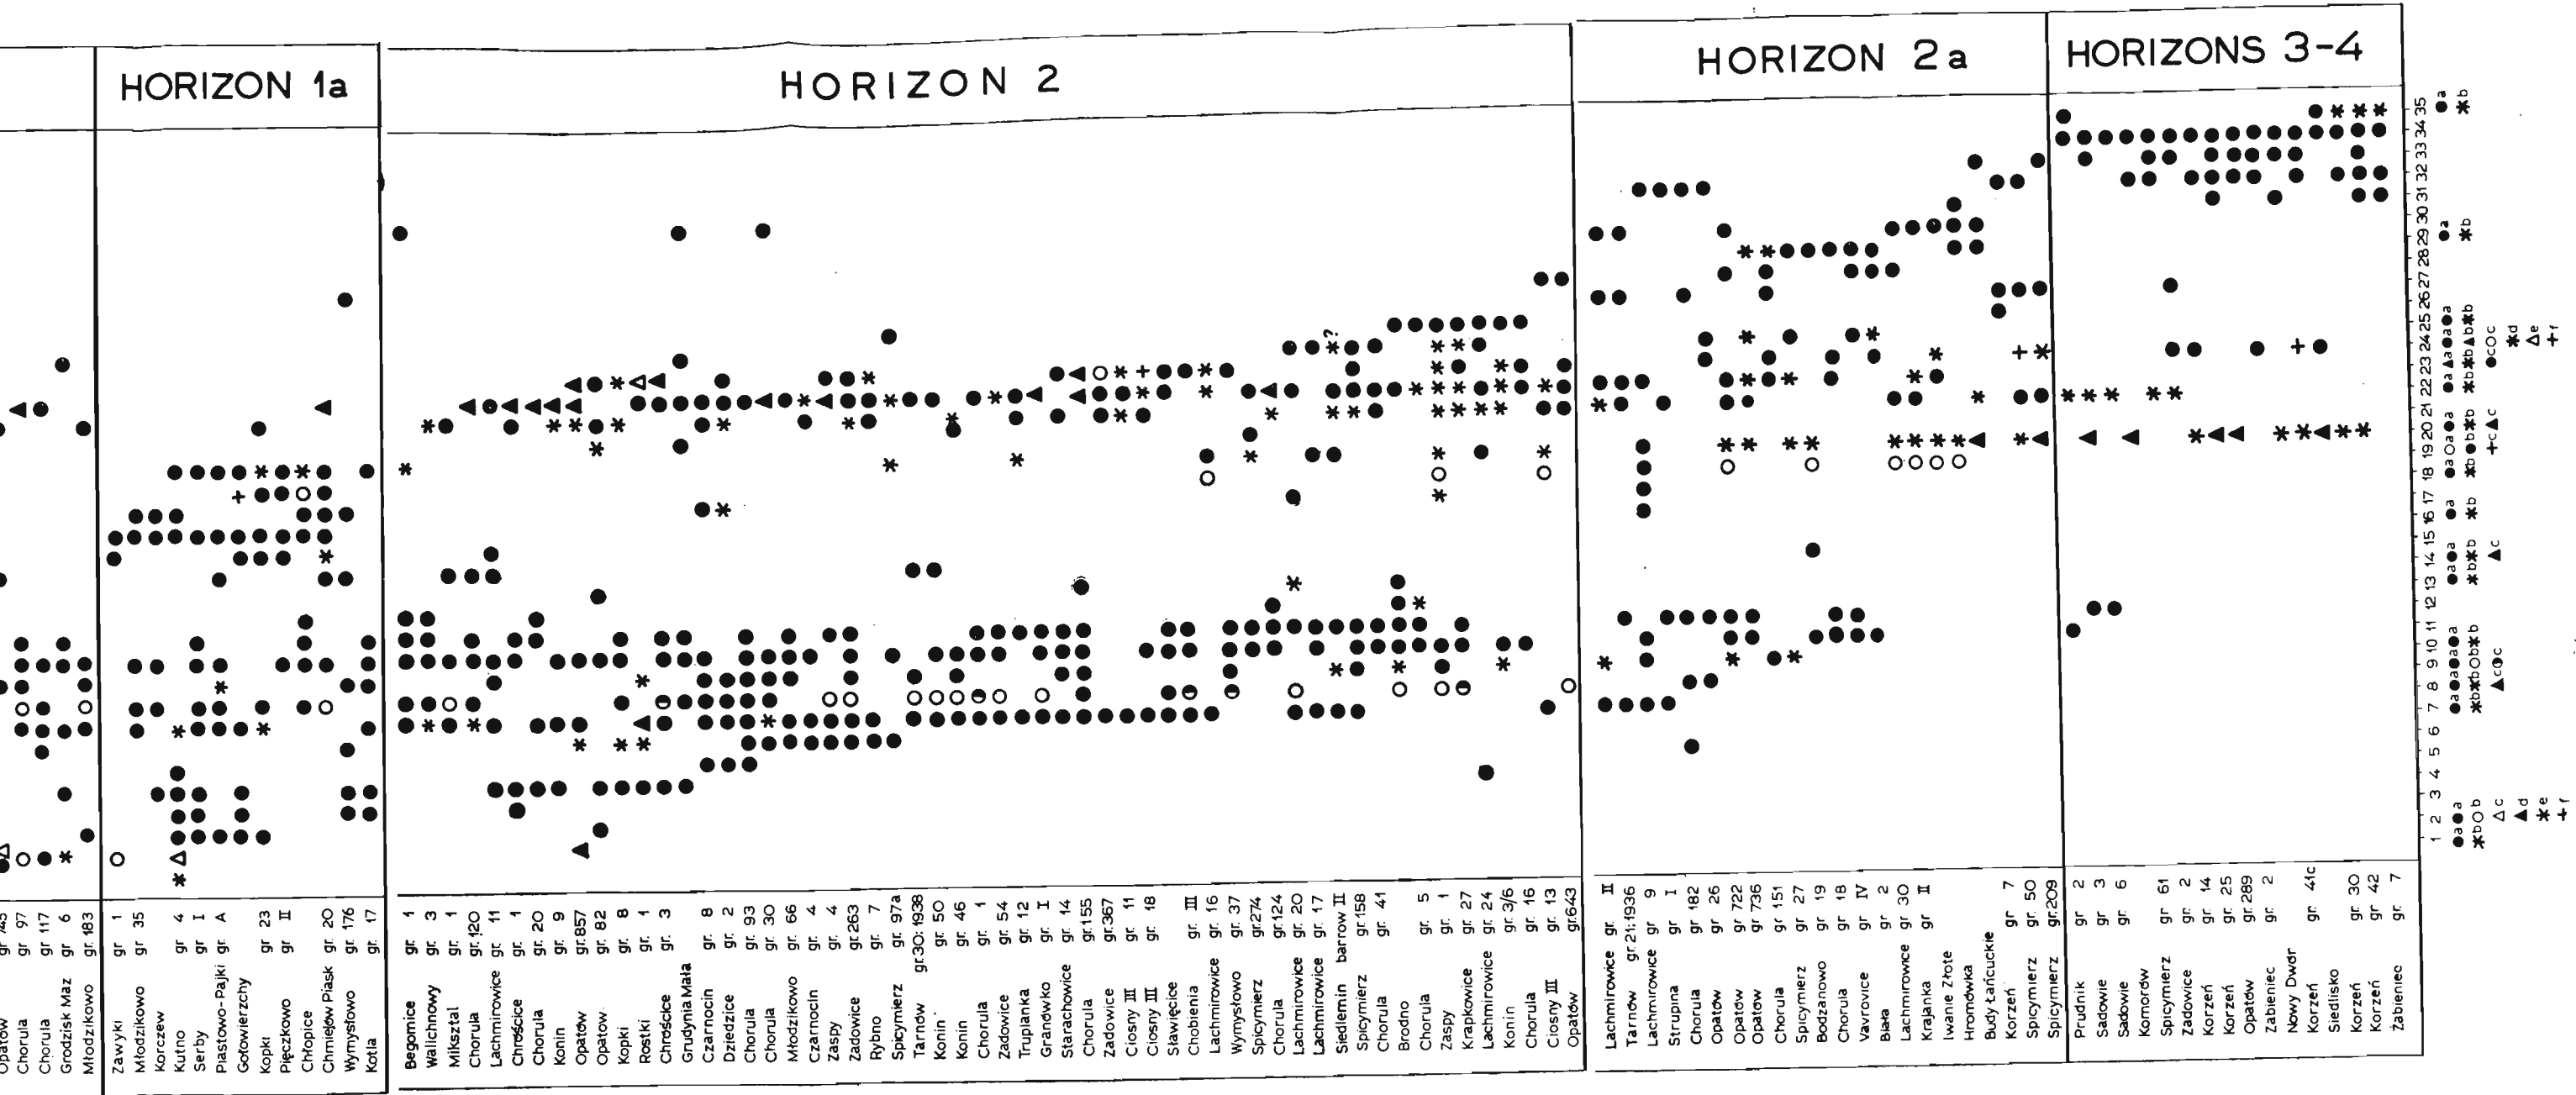 HORIZON 1a
HORIZON 2
HORIZON 2a
HORIZONS 3-4
Opatów
Chorula gr 97
Chorula gr 117
Grodzisk Maz gr 6
Młodzikowo gr. 183
Zawyki gr 1
Młodzikowo gr 35
Korczew
Kutno gr 4
Serby gr I
Piastowo-Pajki gr A
Gołowierzchy
Kopki gr 23
Pięczkowo gr II
Chłopice
Chmielów Piask gr 20
Wymysłowo gr. 176
Kotla gr. 17
Begonice gr. 1
Walichnowy gr. 3
Mikształ gr. 1
Chorula gr. 120
Lachmirowice gr 11
Chrościce gr. 1
Chorula gr. 20
Konin gr. 9
Opatów gr. 857
Opatow. gr. 82
Kopki gr. 8
Rostki gr. 1
Chrościce gr. 3
Grudynia Mała
Czarnocin gr. 8
Dziedzice gr. 2
Chorula gr. 93
Chorula gr. 30
Młodzikowo gr. 66
Czarnocin gr. 4
Zaspy gr. 4
Zadowice gr. 263
Rybno gr. 7
Spicymierz gr. 97a
Tarnów gr. 30: 1938
Konin gr. 50
Konin gr. 46
Chorula gr. 1
Zadowice gr. 54
Truplanka gr. 12
Grandwko gr. I
Starachowice gr. 14
Chorula gr. 155
Zadowice gr. 367
Ciosny III gr. 11
Ciosny III gr. 18
Sławięcice
Chobienia gr. III
Lachmirowice gr. 16
Wymysłowo gr. 37
Spicymierz gr. 274
Chorula gr. 124
Lachmirowice gr. 20
Lachmirowice gr. 17
Siedlemin barrow II
Spicymierz gr. 158
Chorula gr. 41
Brodno
Chorula gr. 5
Zaspy gr. 1
Krapkowice gr. 27
Lachmirowice gr. 24
Konin gr. 3/6
Chorula gr. 16
Ciosny III gr. 13
Opatów gr. 643
Lachmirowice gr. II
Tarnów gr. 21: 1936
Lachmirowice gr 9
Strupina gr. I
Chorula gr 182
Opatów gr. 26
Opatów gr 722
Opatów gr 736
Chorula gr. 151
Spicymierz gr. 27
Bodzanowo gr. 19
Chorula gr. 18
Vavrovice gr. IV
Biała gr. 2
Lachmirowice gr. 30
Krajanka gr. II
Iwanie Złote
Hromówka
Budy Łańcuckie
Korzeń gr 7
Spicymierz gr. 50
Spicymierz gr. 209
Prudnik gr 2
Sadowie gr. 3
Sadowie gr. 6
Komorów
Spicymierz gr. 61
Zadowice gr. 2
Korzeń gr. 14
Korzeń gr. 25
Opatów gr. 289
Żabieniec gr. 2
Nowy Dwór
Korzeń gr. 41c
Siedlisko
Korzeń gr. 30
Korzeń gr. 42
Żabieniec gr. 7
1 2 3 4 5 6 7 8 9 10 11 12 13 14 15 16 17 18 19 20 21 22 23 24 25 26 27 28 29 30 31 32 33 34 35